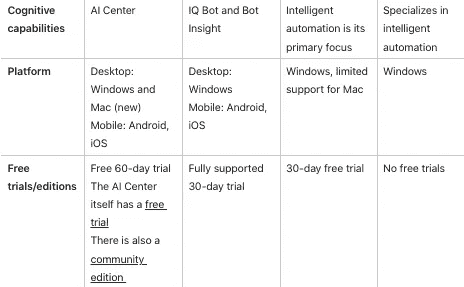 Cognitive capabilities
AI Center
IQ Bot and Bot
Insight
Intelligent
automation is its
primary focus
Specializes in
intelligent
automation
Platform
Desktop:
Windows and
Mac (new)
Mobile: Android,
iOS
Desktop:
Windows
Mobile: Android,
iOS
Windows, limited
support for Mac
Windows
Free
trials/editions
Free 60-day trial
The AI Center
itself has a free
trial
There is also a
community
edition
Fully supported
30-day trial
30-day free trial
No free trials